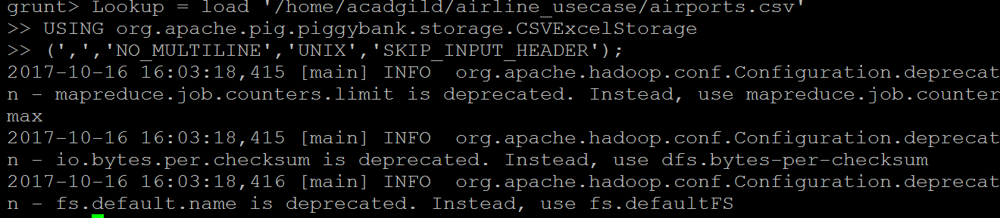 grunt> Lookup = load '/home/acadgild/airline_usecase/airports.csv'
>> USING org.apache.pig.piggybank.storage.CSVExcelStorage
>> (',','NO_MULTILINE','UNIX','SKIP_INPUT_HEADER');
2017-10-16 16:03:18,415 [main] INFO  org.apache.hadoop.conf.Configuration.deprecat
n - mapreduce.job.counters.limit is deprecated. Instead, use mapreduce.job.counter
max
2017-10-16 16:03:18,415 [main] INFO  org.apache.hadoop.conf.Configuration.deprecat
n - io.bytes.per.checksum is deprecated. Instead, use dfs.bytes-per-checksum
2017-10-16 16:03:18,416 [main] INFO  org.apache.hadoop.conf.Configuration.deprecat
n - fs.default.name is deprecated. Instead, use fs.defaultFS